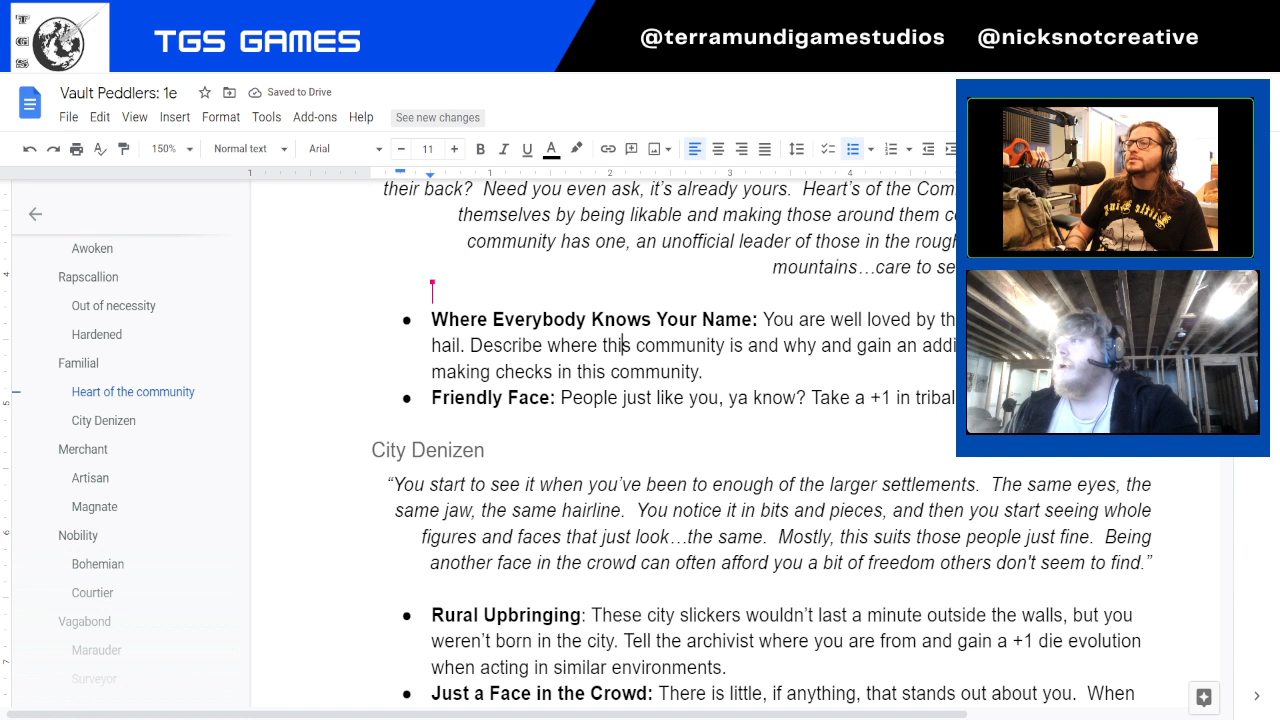 TGS
TGS GAMES
@terramundigamestudios @nicksnotcreative
Vault Peddlers: 1e
Saved to Drive
File Edit View Insert Format Tools Add-ons Help
See new changes
150% Normal text Arial 11 B I U A
1 1 2 3 4
their back? Need you even ask, it's already yours. Heart's of the Com
themselves by being likable and making those around them co
community has one, an unofficial leader of those in the rough
mountains…care to se
Awoken
Rapscallion
Out of necessity
Hardened
Familial
Heart of the community
City Denizen
Merchant
Artisan
Magnate
Nobility
Bohemian
Courtier
Vagabond
Marauder
Surveyor
4
5
6
7
● Where Everybody Knows Your Name: You are well loved by th
hail. Describe where this community is and why and gain an addi
making checks in this community.
● Friendly Face: People just like you, ya know? Take a +1 in tribal
City Denizen
“You start to see it when you’ve been to enough of the larger settlements. The same eyes, the
same jaw, the same hairline. You notice it in bits and pieces, and then you start seeing whole
figures and faces that just look…the same. Mostly, this suits those people just fine. Being
another face in the crowd can often afford you a bit of freedom others don't seem to find.”
● Rural Upbringing: These city slickers wouldn’t last a minute outside the walls, but you
weren’t born in the city. Tell the archivist where you are from and gain a +1 die evolution
when acting in similar environments.
● Just a Face in the Crowd: There is little, if anything, that stands out about you. When